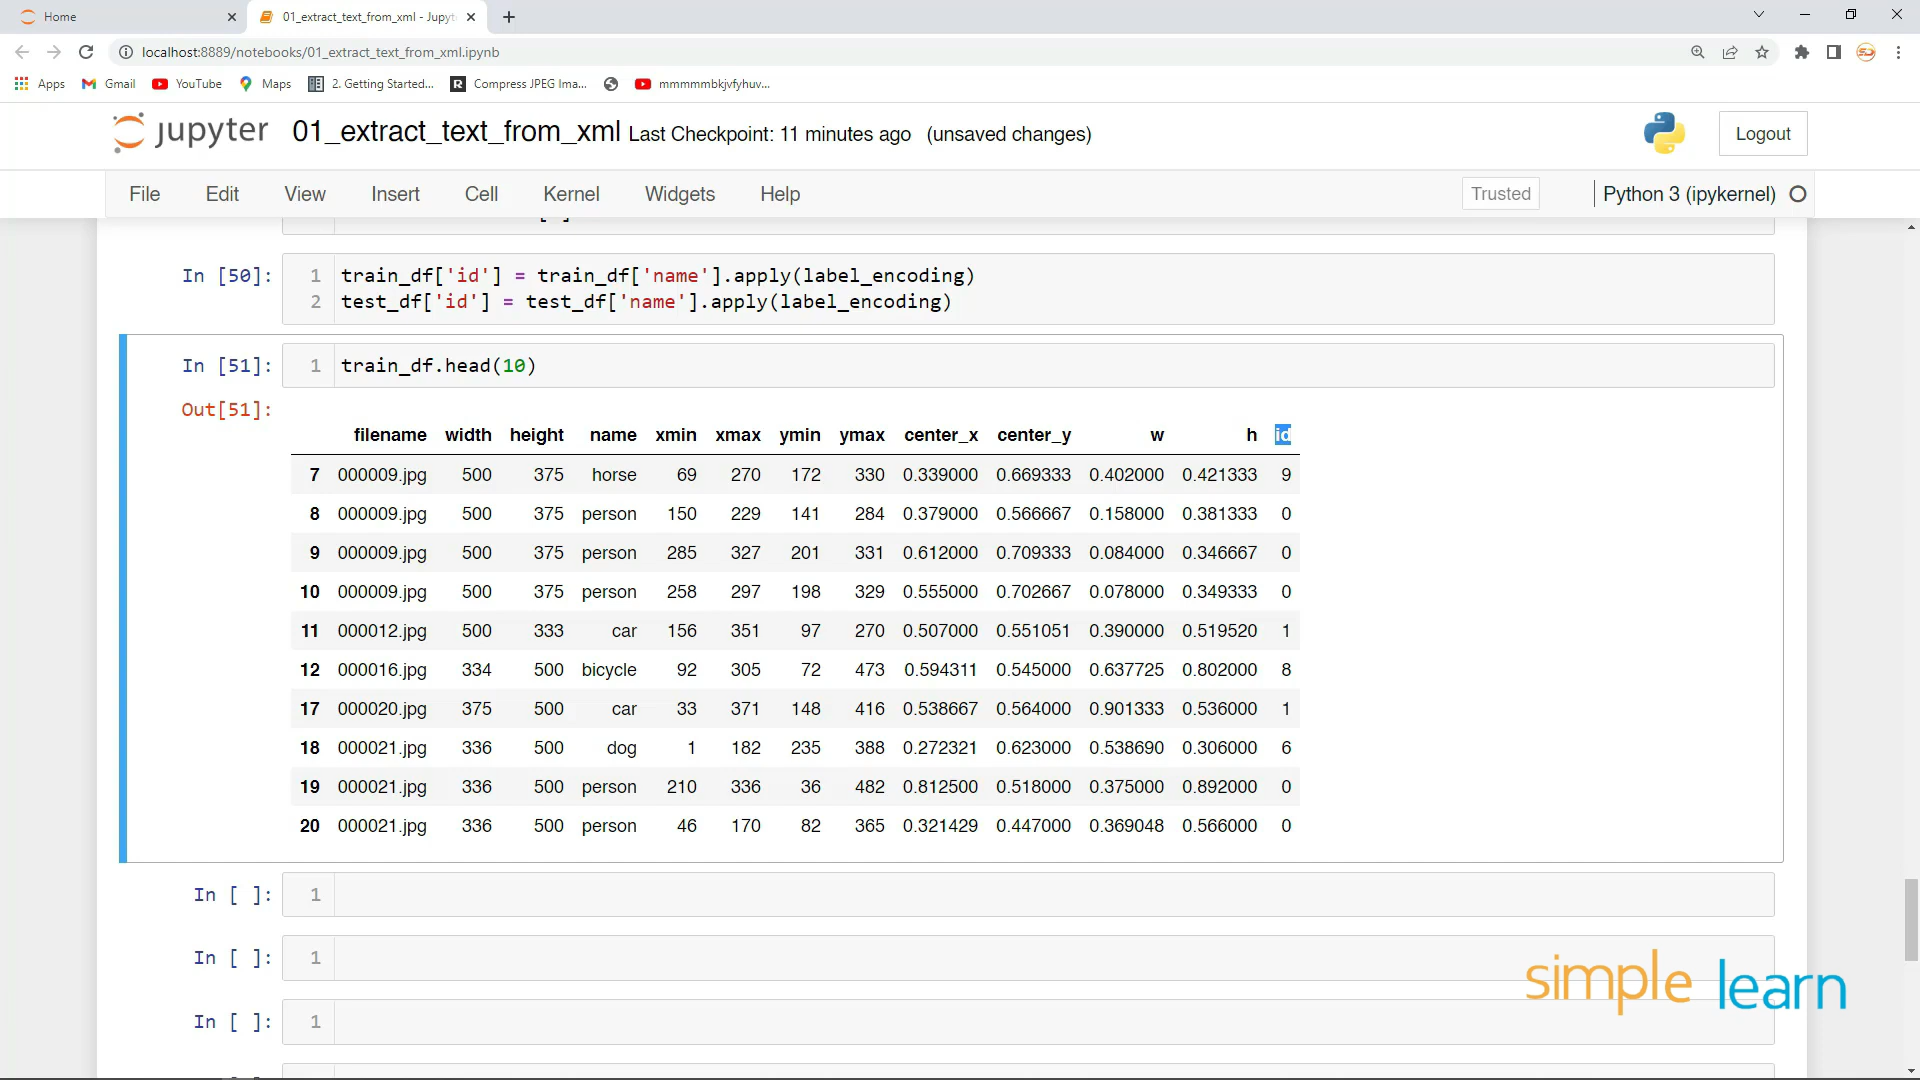 Home
01_extract_text_from_xml - Jupyt
localhost:8889/notebooks/01_extract_text_from_xml.ipynb
Apps Gmail YouTube Maps 2. Getting Started... Compress JPEG Ima... mmmmmbkjvfyhuv...
jupyter 01_extract_text_from_xml Last Checkpoint: 11 minutes ago (unsaved changes) Logout
File Edit View Insert Cell Kernel Widgets Help Trusted Python 3 (ipykernel)
In [50]: 1 train_df['id'] = train_df['name'].apply(label_encoding)
2 test_df['id'] = test_df['name'].apply(label_encoding)
In [51]: 1 train_df.head(10)
Out[51]:
filename width height name xmin xmax ymin ymax center_x center_y w h id
7 000009.jpg 500 375 horse 69 270 172 330 0.339000 0.669333 0.402000 0.421333 9
8 000009.jpg 500 375 person 150 229 141 284 0.379000 0.566667 0.158000 0.381333 0
9 000009.jpg 500 375 person 285 327 201 331 0.612000 0.709333 0.084000 0.346667 0
10 000009.jpg 500 375 person 258 297 198 329 0.555000 0.702667 0.078000 0.349333 0
11 000012.jpg 500 333 car 156 351 97 270 0.507000 0.551051 0.390000 0.519520 1
12 000016.jpg 334 500 bicycle 92 305 72 473 0.594311 0.545000 0.637725 0.802000 8
17 000020.jpg 375 500 car 33 371 148 416 0.538667 0.564000 0.901333 0.536000 1
18 000021.jpg 336 500 dog 1 182 235 388 0.272321 0.623000 0.538690 0.306000 6
19 000021.jpg 336 500 person 210 336 36 482 0.812500 0.518000 0.375000 0.892000 0
20 000021.jpg 336 500 person 46 170 82 365 0.321429 0.447000 0.369048 0.566000 0
In [ ]: 1
In [ ]: 1
simple learn
In [ ]: 1